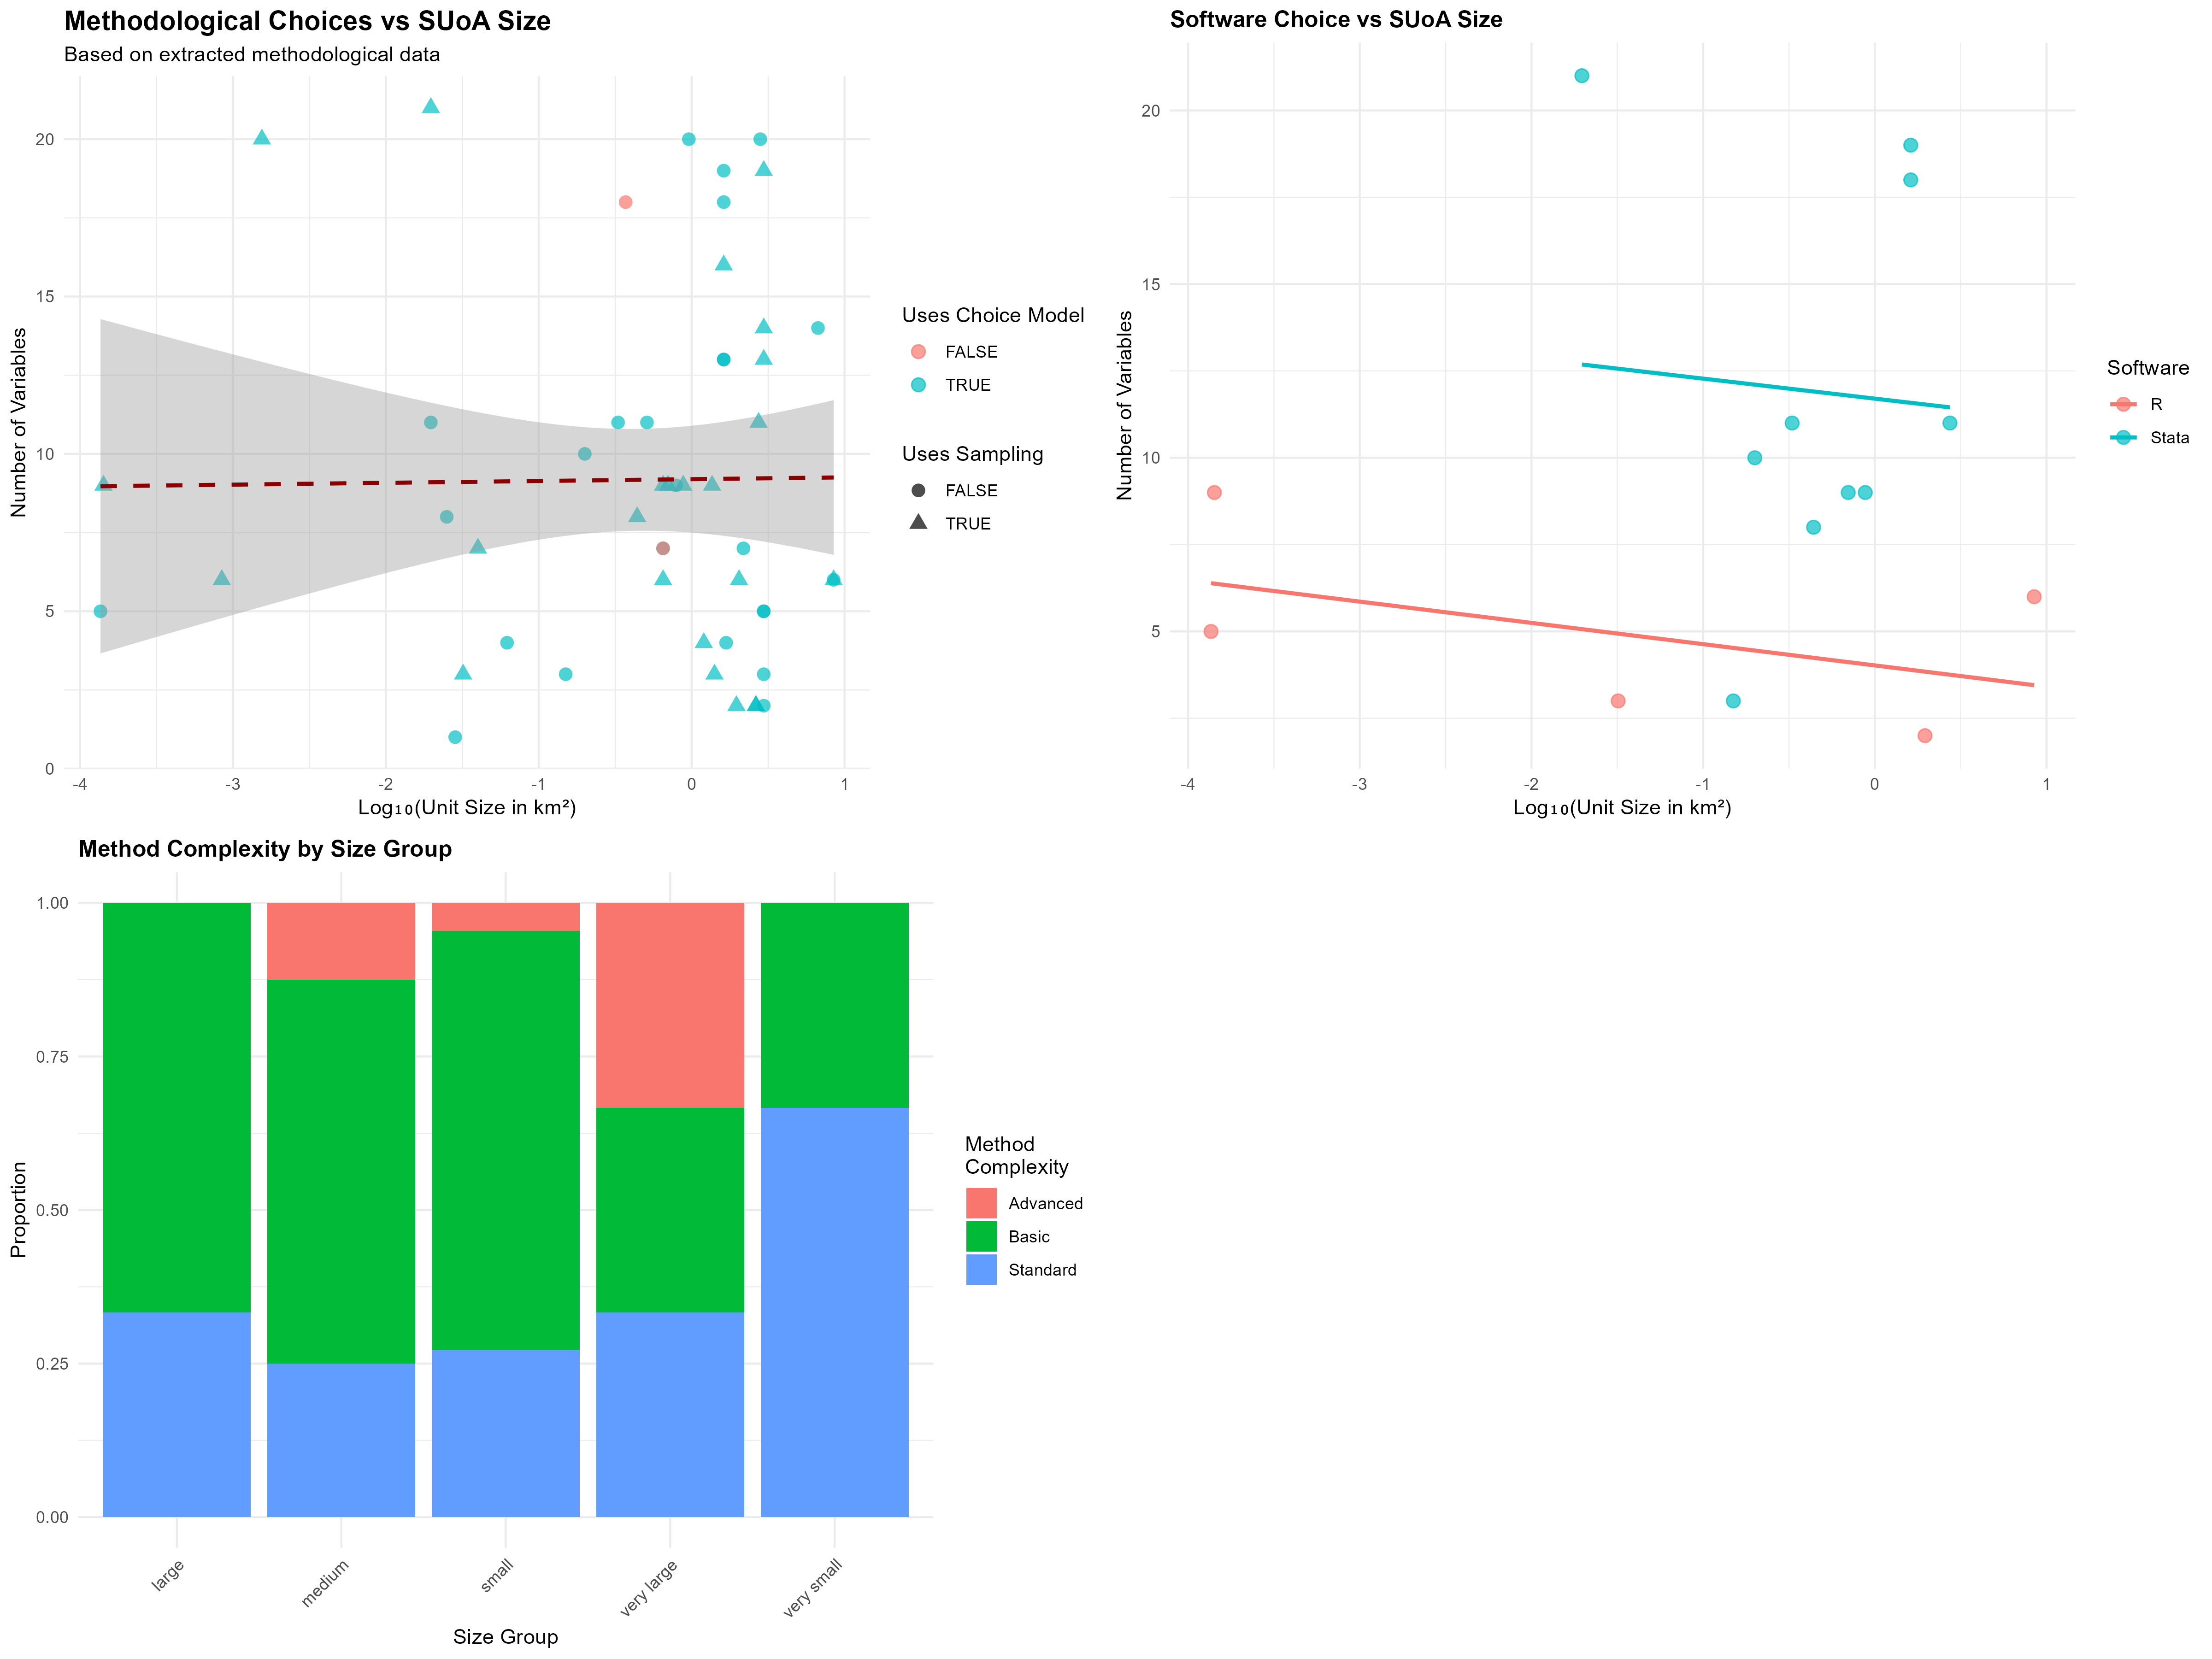 Methodological Choices vs SUoA Size
Based on extracted methodological data
Number of Variables
20
15
10
5
0
-4
-3
-2
-1
0
1
Log₁₀(Unit Size in km²)
Uses Choice Model
FALSE
TRUE
Uses Sampling
FALSE
TRUE
Software Choice vs SUoA Size
Number of Variables
20
15
10
5
-4
-3
-2
-1
0
1
Log₁₀(Unit Size in km²)
Software
R
Stata
Method Complexity by Size Group
Proportion
1.00
0.75
0.50
0.25
0.00
large
medium
small
very large
very small
Size Group
Method
Complexity
Advanced
Basic
Standard